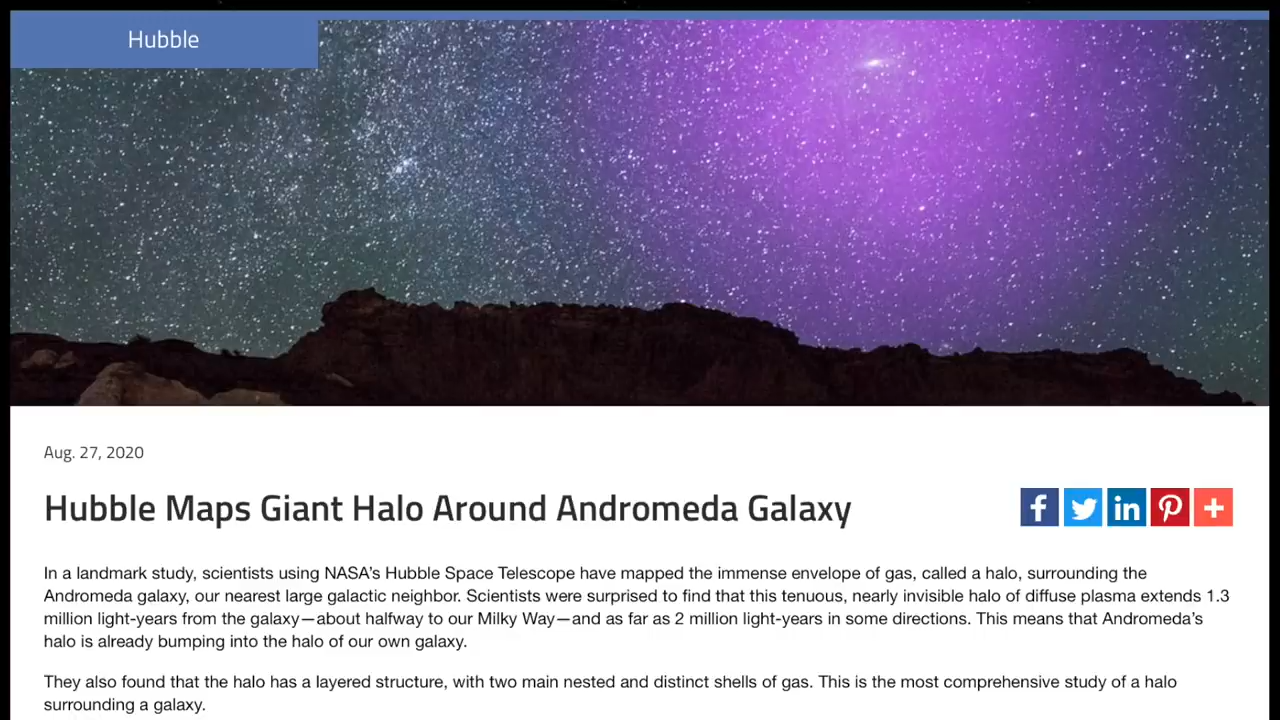 Hubble
Aug. 27, 2020
Hubble Maps Giant Halo Around Andromeda Galaxy
In a landmark study, scientists using NASA’s Hubble Space Telescope have mapped the immense envelope of gas, called a halo, surrounding the
Andromeda galaxy, our nearest large galactic neighbor. Scientists were surprised to find that this tenuous, nearly invisible halo of diffuse plasma extends 1.3
million light-years from the galaxy—about halfway to our Milky Way—and as far as 2 million light-years in some directions. This means that Andromeda’s
halo is already bumping into the halo of our own galaxy.
They also found that the halo has a layered structure, with two main nested and distinct shells of gas. This is the most comprehensive study of a halo
surrounding a galaxy.